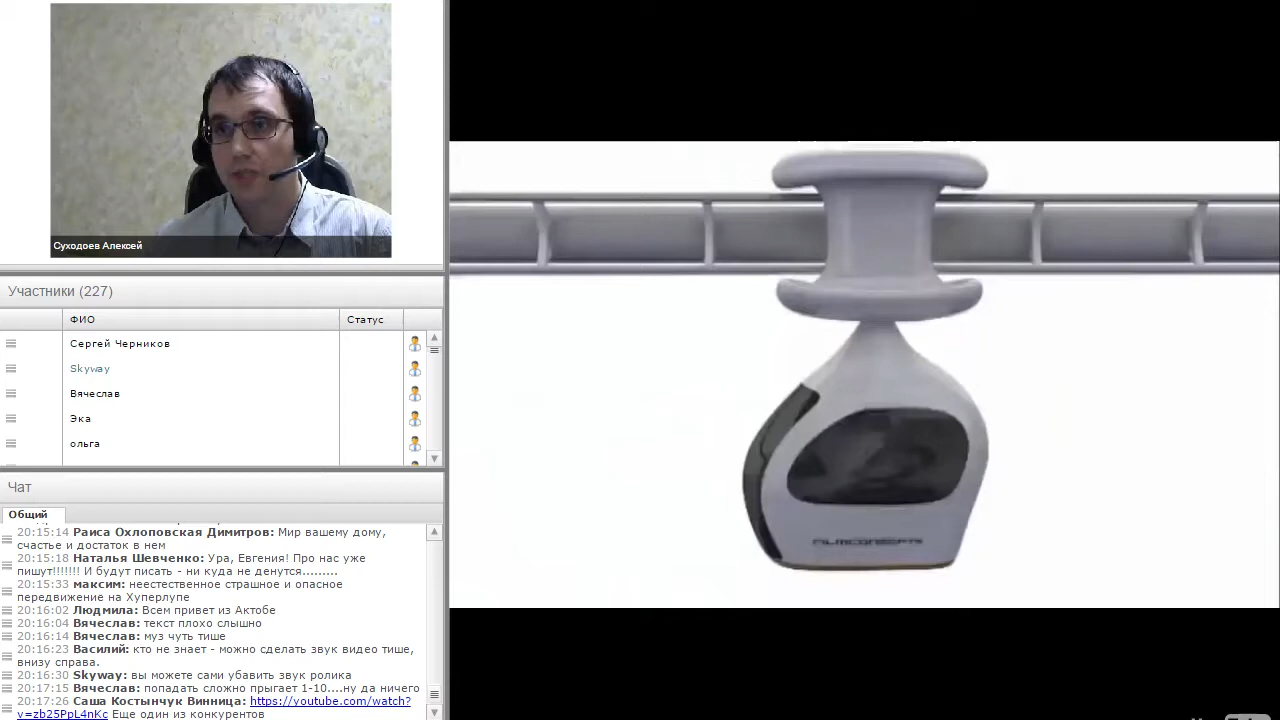 Суходоев Алексей
Участники (227)
ФИО
Статус
Сергей Черников
Skyway
Вячеслав
Эка
ольга
Чат
Общий
20:15:14 Раиса Охлоповская Димитров: Мир вашему дому,
счастье и достаток в нем
20:15:18 Наталья Шевченко: Ура, Евгения! Про нас уже
пишут!!!!!!! И будут писать - ни куда не денутся.........
20:15:33 максим: неестественное страшное и опасное
передвижение на Хуперлупе
20:16:02 Людмила: Всем привет из Актобе
20:16:04 Вячеслав: текст плохо слышно
20:16:14 Вячеслав: муз чуть тише
20:16:23 Василий: кто не знает - можно сделать звук видео тише,
внизу справа.
20:16:30 Skyway: вы можете сами убавить звук ролика
20:17:15 Вячеслав: попадать сложно прыгает 1-10....ну да ничего
20:17:26 Саша Костынчук Винница: https://youtube.com/watch?
v=zb25PpL4nKc Еще один из конкурентов